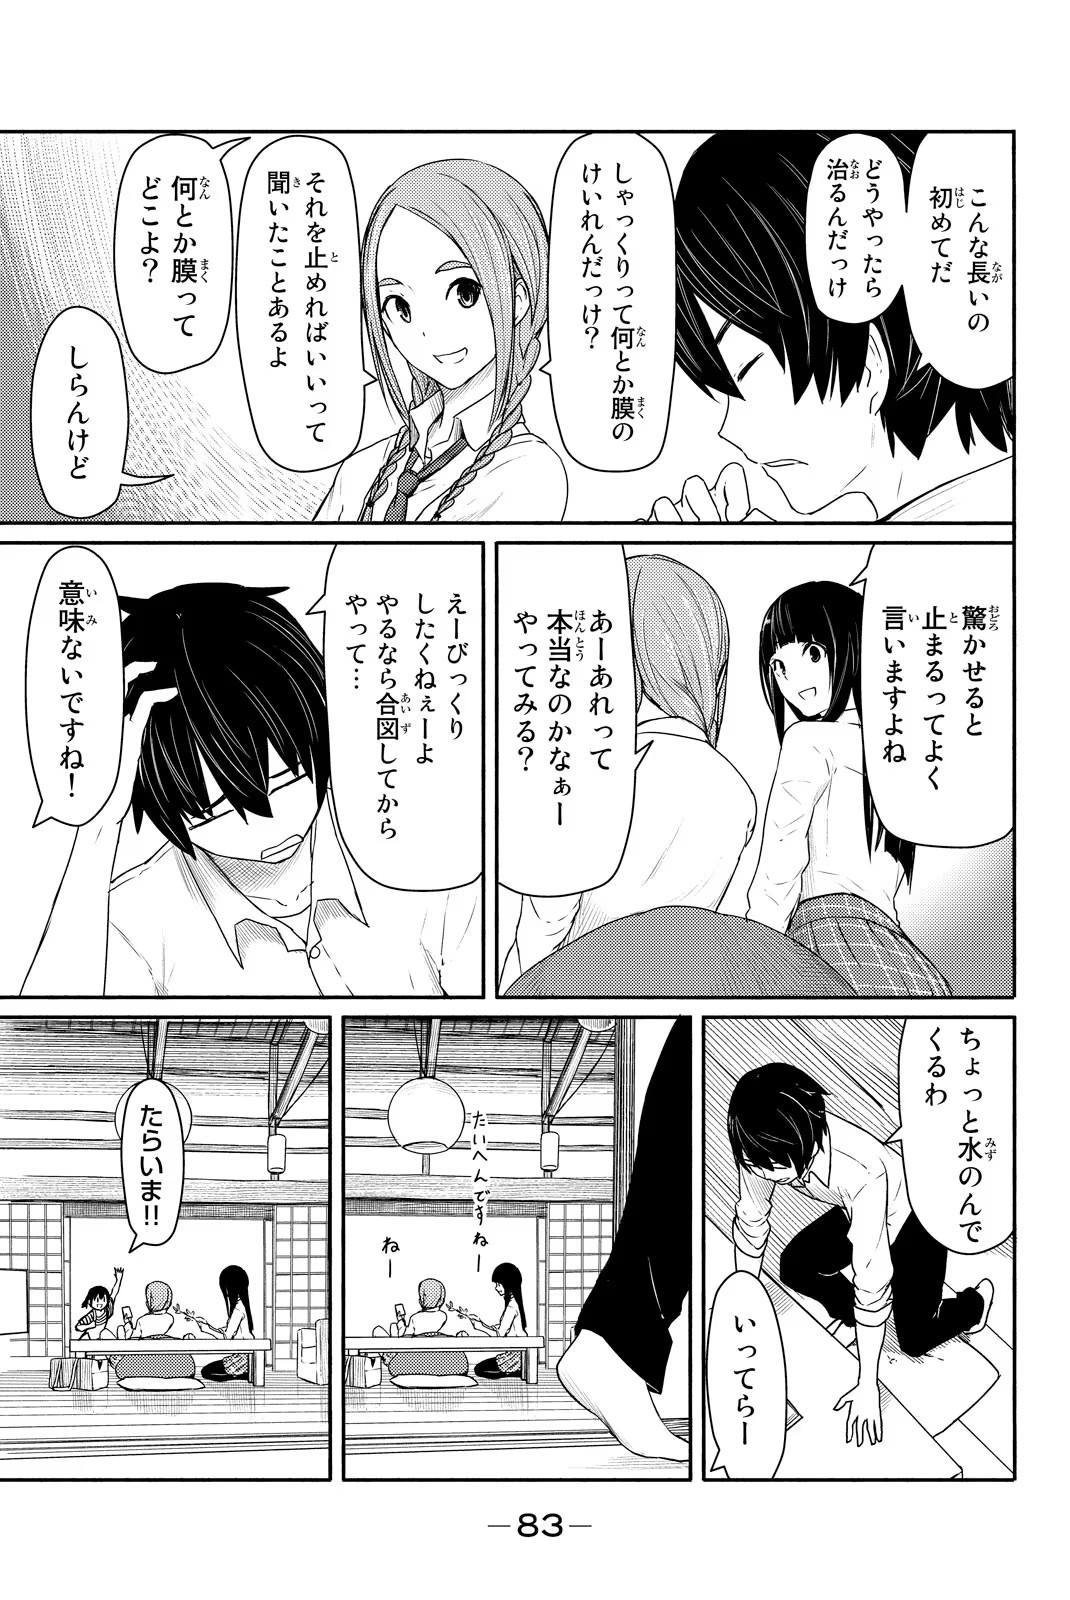 こんな長いの
初めてだ
どうやったら
治るんだっけ
しゃっくりって何とか膜の
けいれんだっけ？
それを止めればいいって
聞いたことあるよ
何とか膜って
どこよ？
しらんけど
驚かせると
止まるってよく
言いますよね
あーあれって
本当なのかなぁー
やってみる？
えーびっくり
したくねぇーよ
やるなら合図してから
やって…
意味ないですね！
ちょっと水のんで
くるわ
いってらー
たいへんですねー
ねー
たらいま!!
―83―